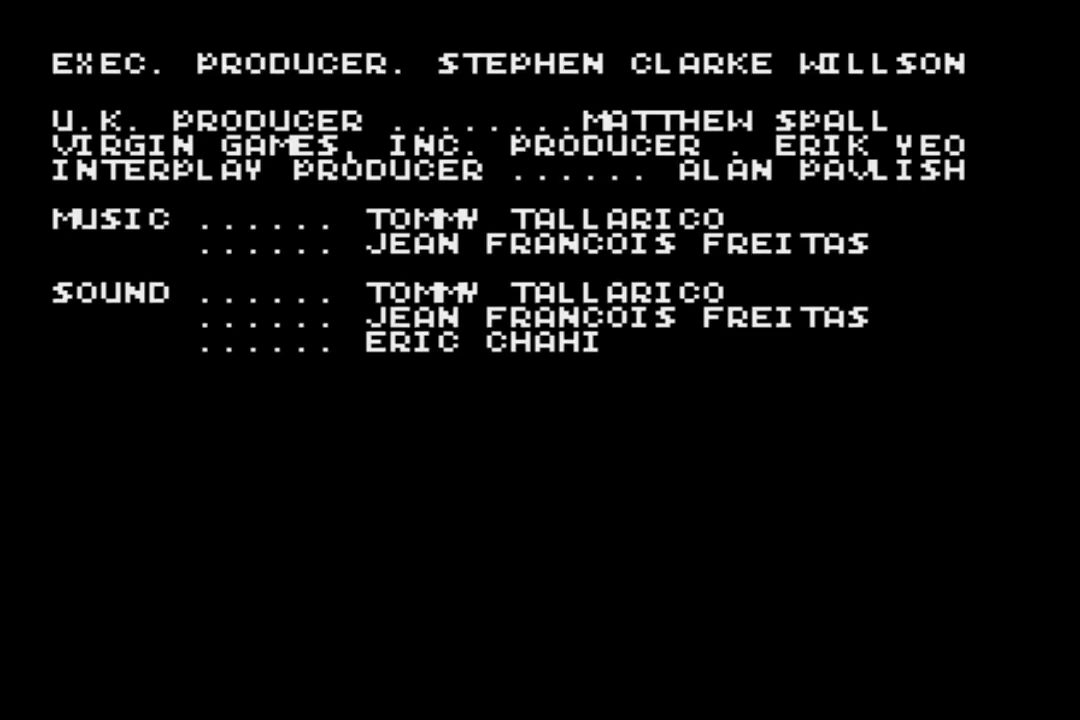 EXEC. PRODUCER. STEPHEN CLARKE WILLSON
U.K. PRODUCER ........MATTHEW SPALL
VIRGIN GAMES, INC. PRODUCER . ERIK YEO
INTERPLAY PRODUCER ...... ALAN PAVLISH
MUSIC ...... TOMMY TALLARICO
...... JEAN FRANCOIS FREITAS
SOUND ...... TOMMY TALLARICO
...... JEAN FRANCOIS FREITAS
...... ERIC CHAHI